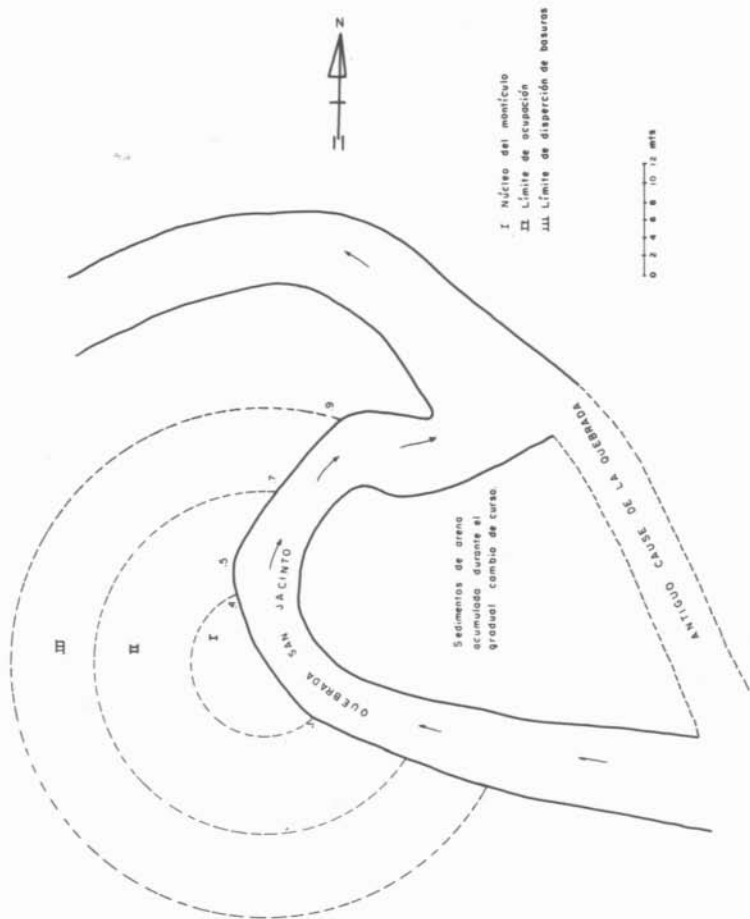 N
I Núcleo del montículo
II Límite de ocupación
III Límite de disperción de basuras
0 2 4 6 8 10 12 mts
III
II
I
.9
.7
.5
.4
QUEBRADA SAN JACINTO
Sedimentos de arena
acumulada durante el
gradual cambio de curso.
ANTIGUO CAUSE DE LA QUEBRADA